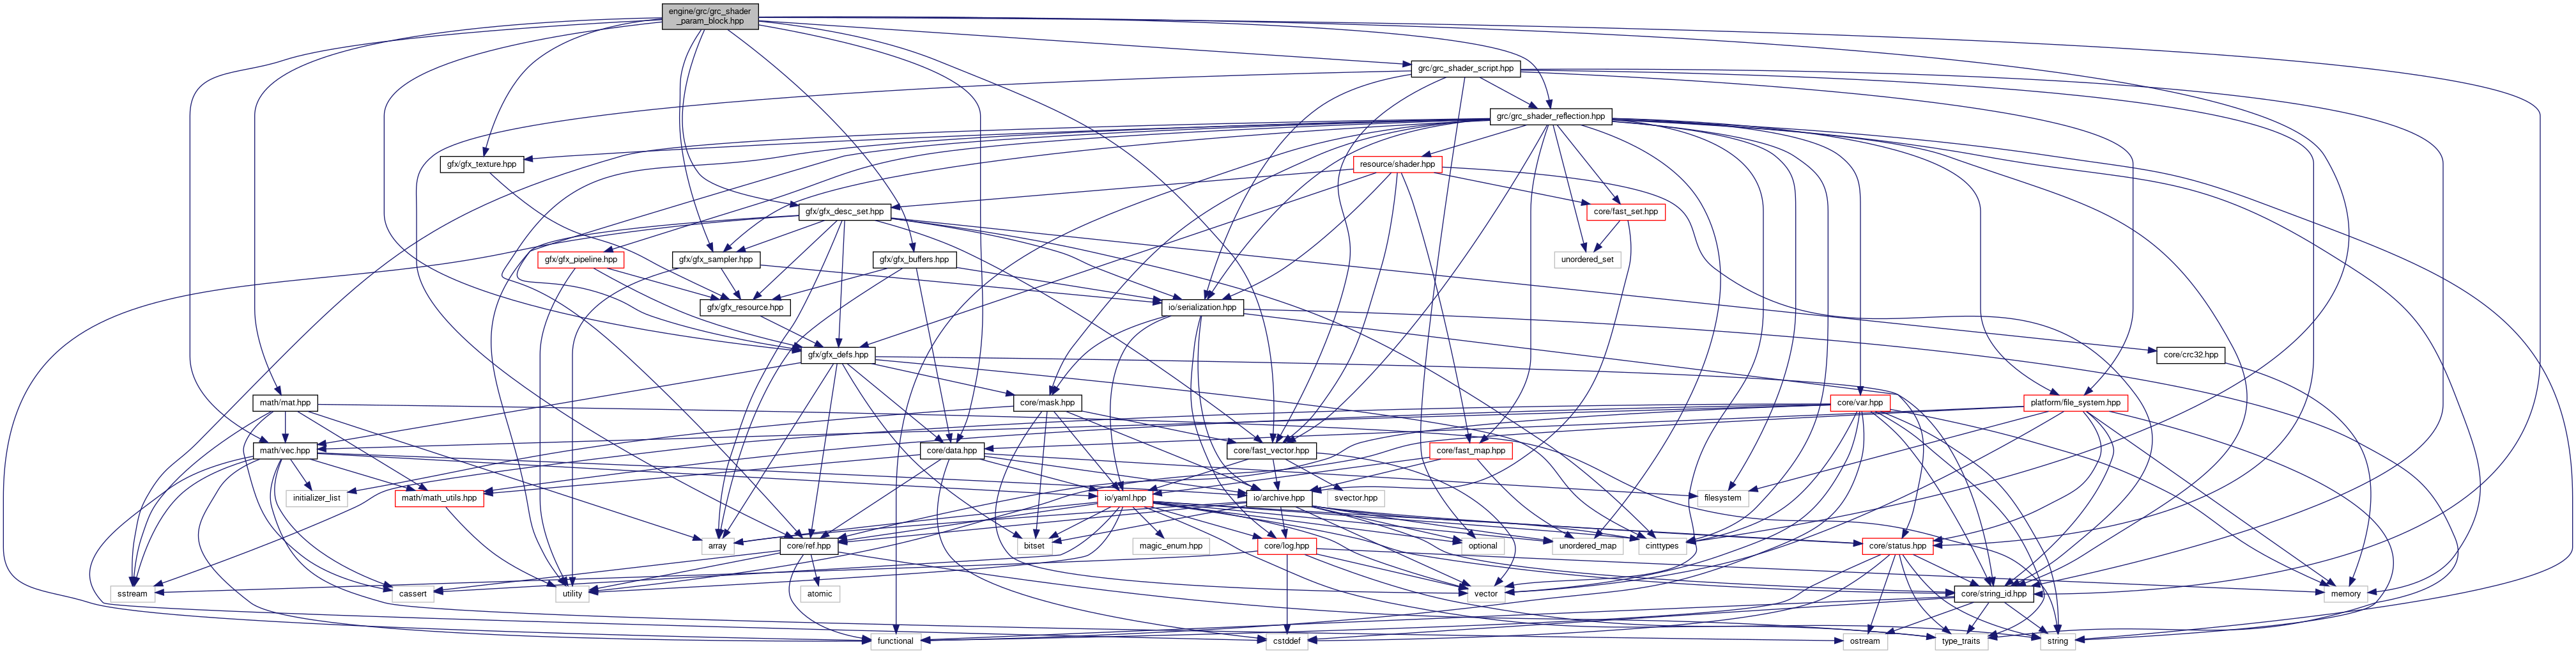 engine/grc/grc_shader
_param_block.hpp
grc/grc_shader_script.hpp
grc/grc_shader_reflection.hpp
gfx/gfx_texture.hpp
resource/shader.hpp
gfx/gfx_desc_set.hpp
core/fast_set.hpp
gfx/gfx_pipeline.hpp
gfx/gfx_sampler.hpp
gfx/gfx_buffers.hpp
unordered_set
gfx/gfx_resource.hpp
io/serialization.hpp
gfx/gfx_defs.hpp
core/crc32.hpp
math/mat.hpp
core/mask.hpp
core/var.hpp
platform/file_system.hpp
math/vec.hpp
core/data.hpp
core/fast_vector.hpp
core/fast_map.hpp
initializer_list
math/math_utils.hpp
io/yaml.hpp
io/archive.hpp
svector.hpp
filesystem
array
core/ref.hpp
bitset
magic_enum.hpp
core/log.hpp
optional
unordered_map
cinttypes
core/status.hpp
sstream
cassert
utility
atomic
vector
core/string_id.hpp
memory
functional
cstddef
ostream
type_traits
string